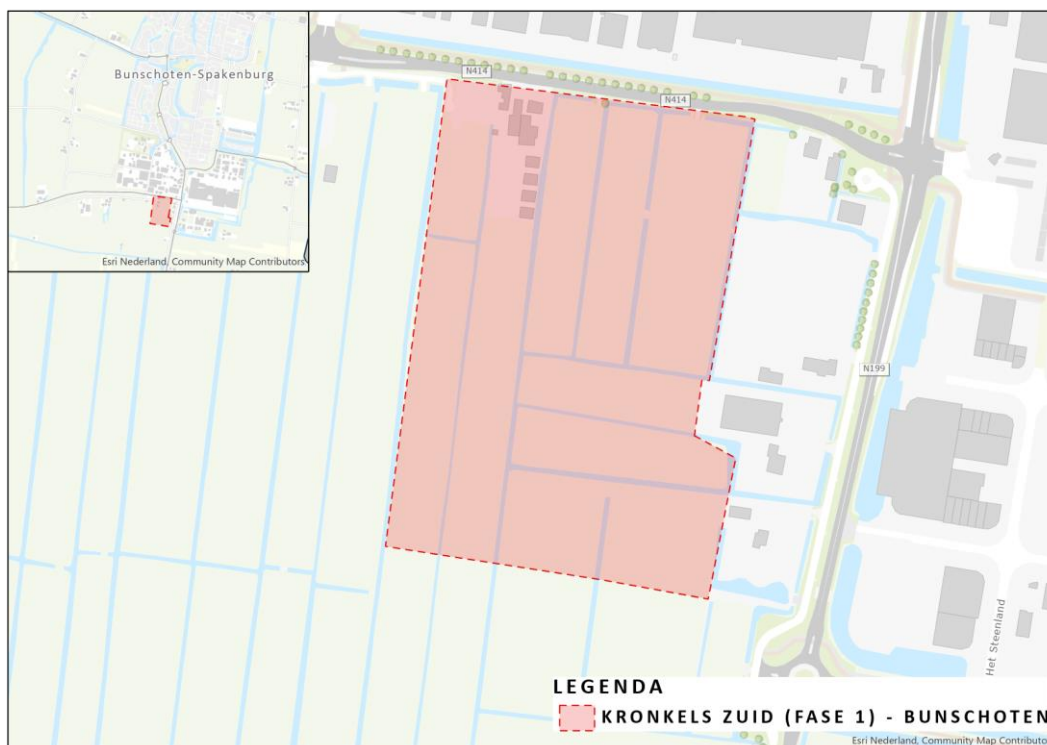 Bunschoten-Spakenburg
Esri Nederland, Community Map Contributors
N414
N414
N199
Het Steenland
LEGENDA
KRONKELS ZUID (FASE 1) - BUNSCHOTEN
Esri Nederland, Community Map Contributor